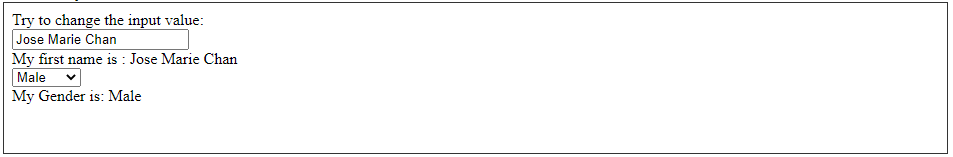 Try to change the input value:
Jose Marie Chan
My first name is : Jose Marie Chan
Male
My Gender is: Male